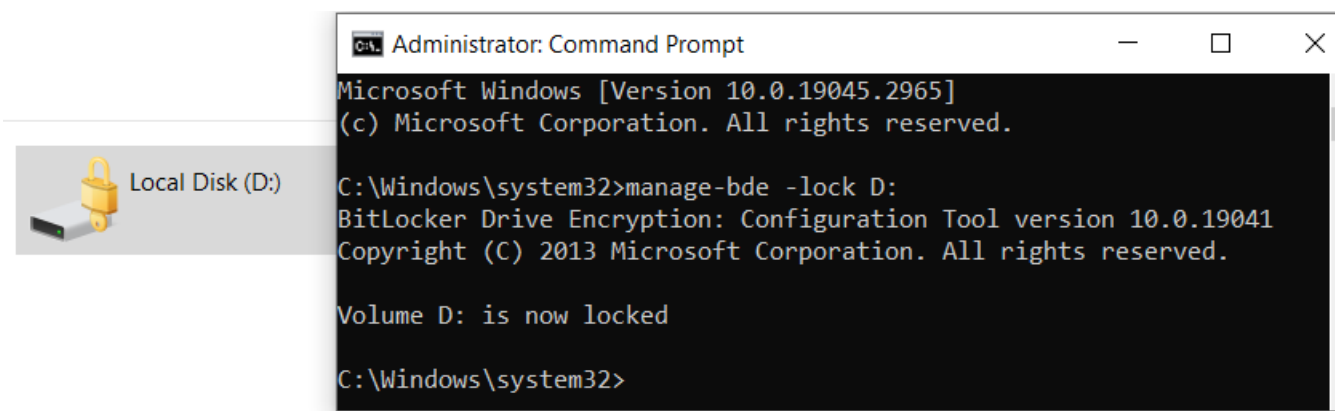 Administrator: Command Prompt
Microsoft Windows [Version 10.0.19045.2965]
(c) Microsoft Corporation. All rights reserved.
Local Disk (D:)
C:\Windows\system32>manage-bde -lock D:
BitLocker Drive Encryption: Configuration Tool version 10.0.19041
Copyright (C) 2013 Microsoft Corporation. All rights reserved.
Volume D: is now locked
C:\Windows\system32>